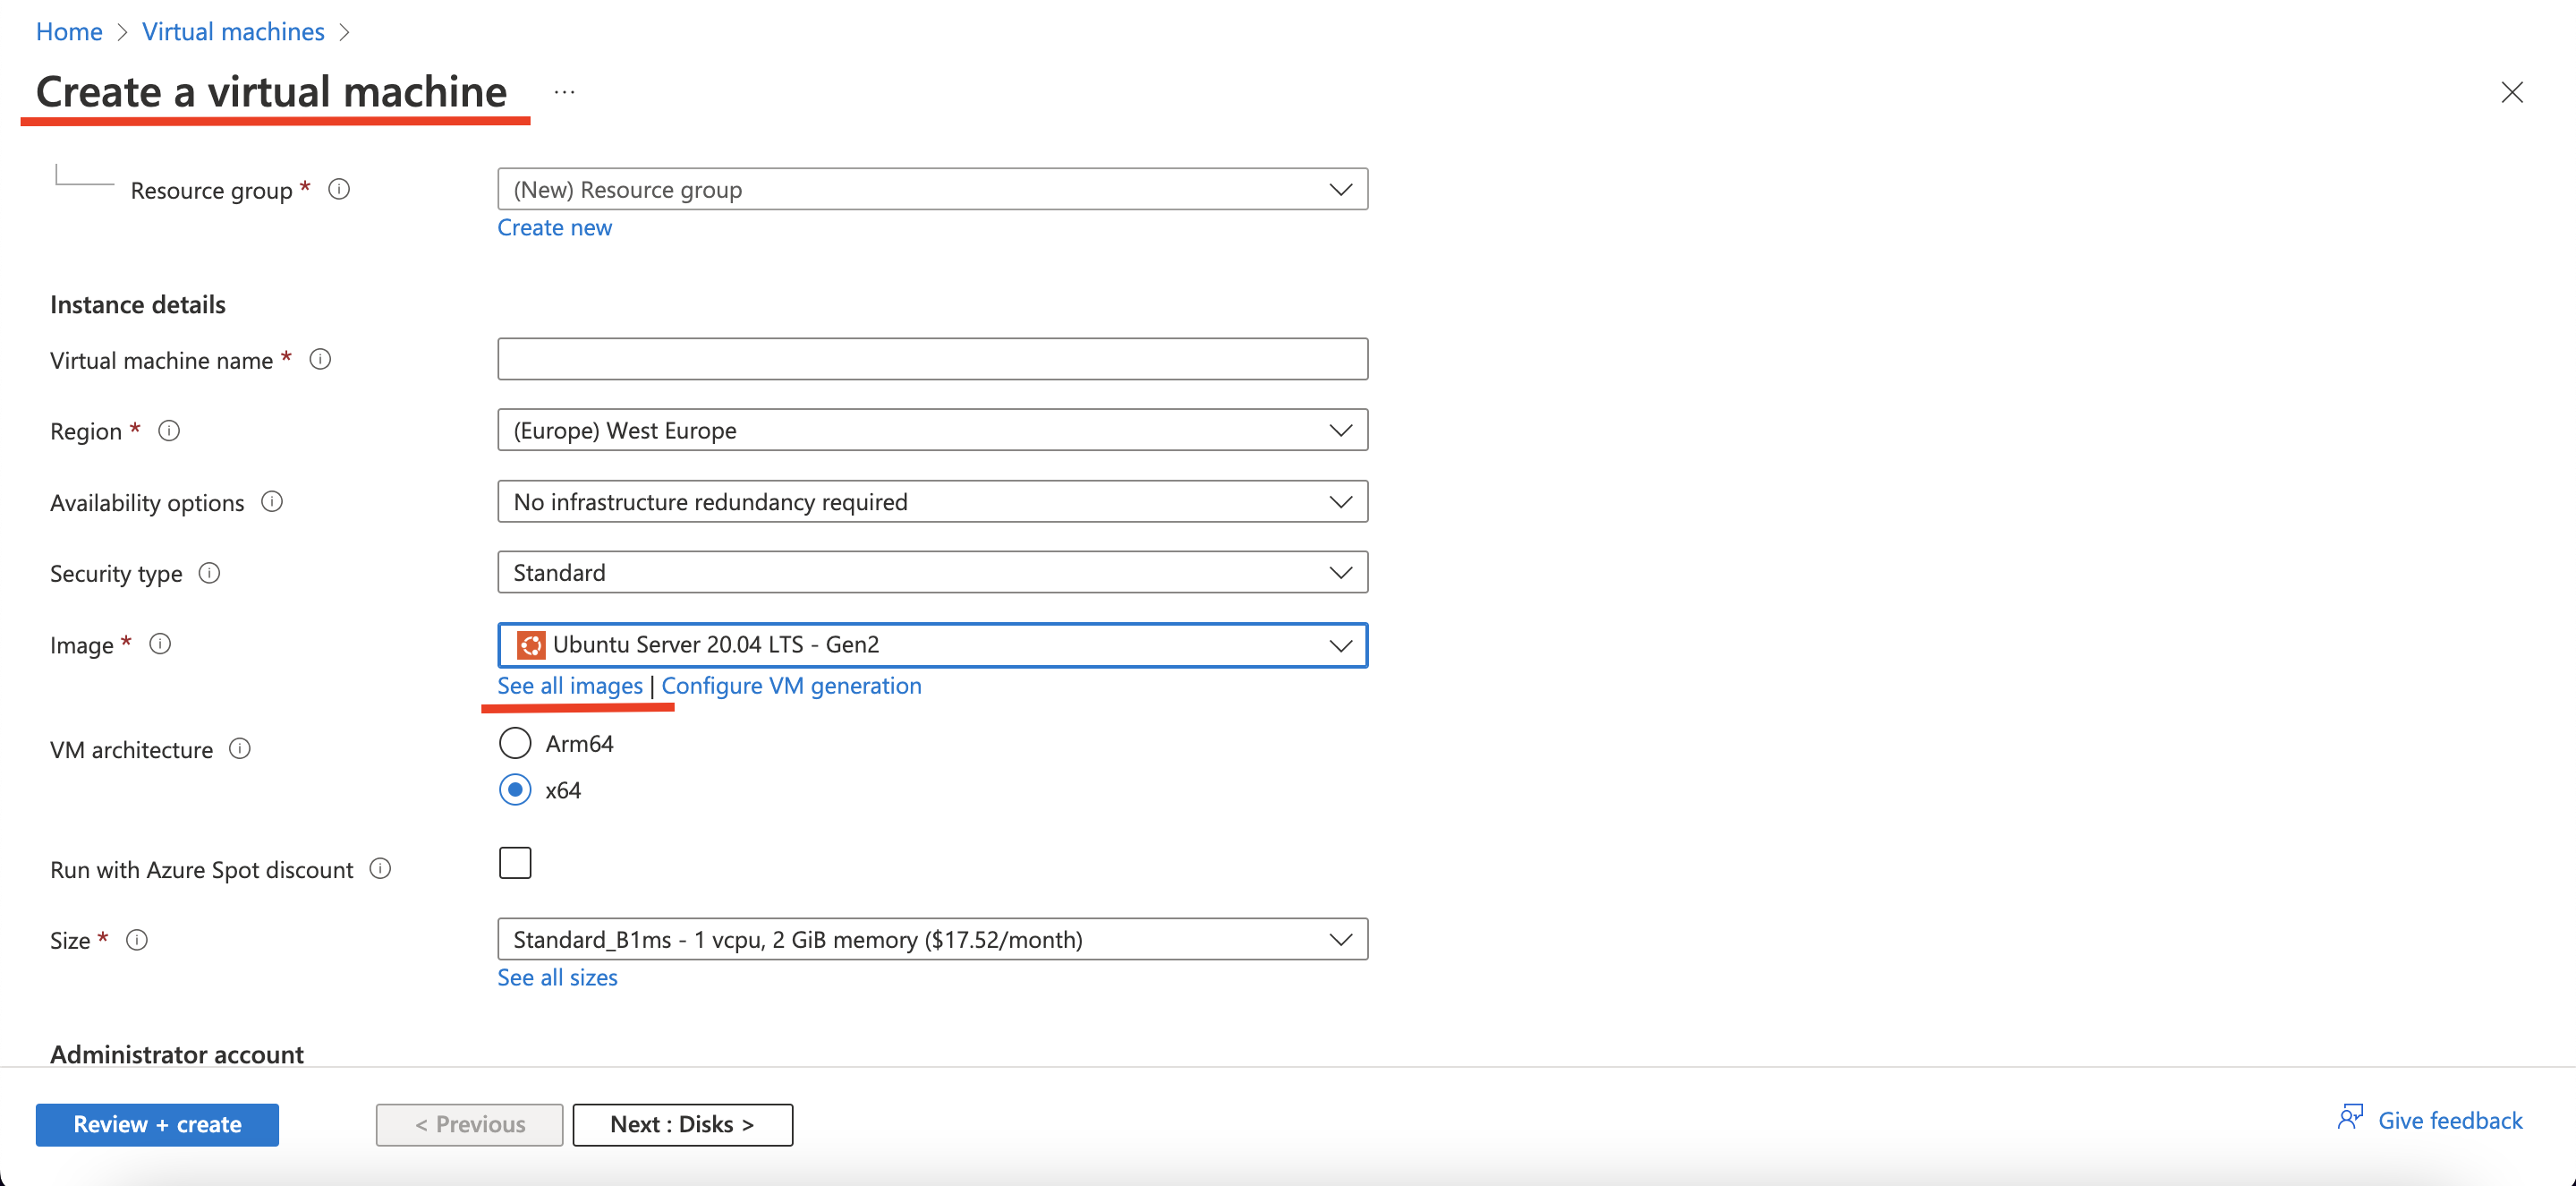 Home > Virtual machines >
Create a virtual machine ...
Resource group * (New) Resource group
Create new
Instance details
Virtual machine name *
Region * (Europe) West Europe
Availability options No infrastructure redundancy required
Security type Standard
Image * Ubuntu Server 20.04 LTS - Gen2
See all images | Configure VM generation
VM architecture Arm64
x64
Run with Azure Spot discount
Size * Standard_B1ms - 1 vcpu, 2 GiB memory ($17.52/month)
See all sizes
Administrator account
Review + create < Previous Next : Disks > Give feedback